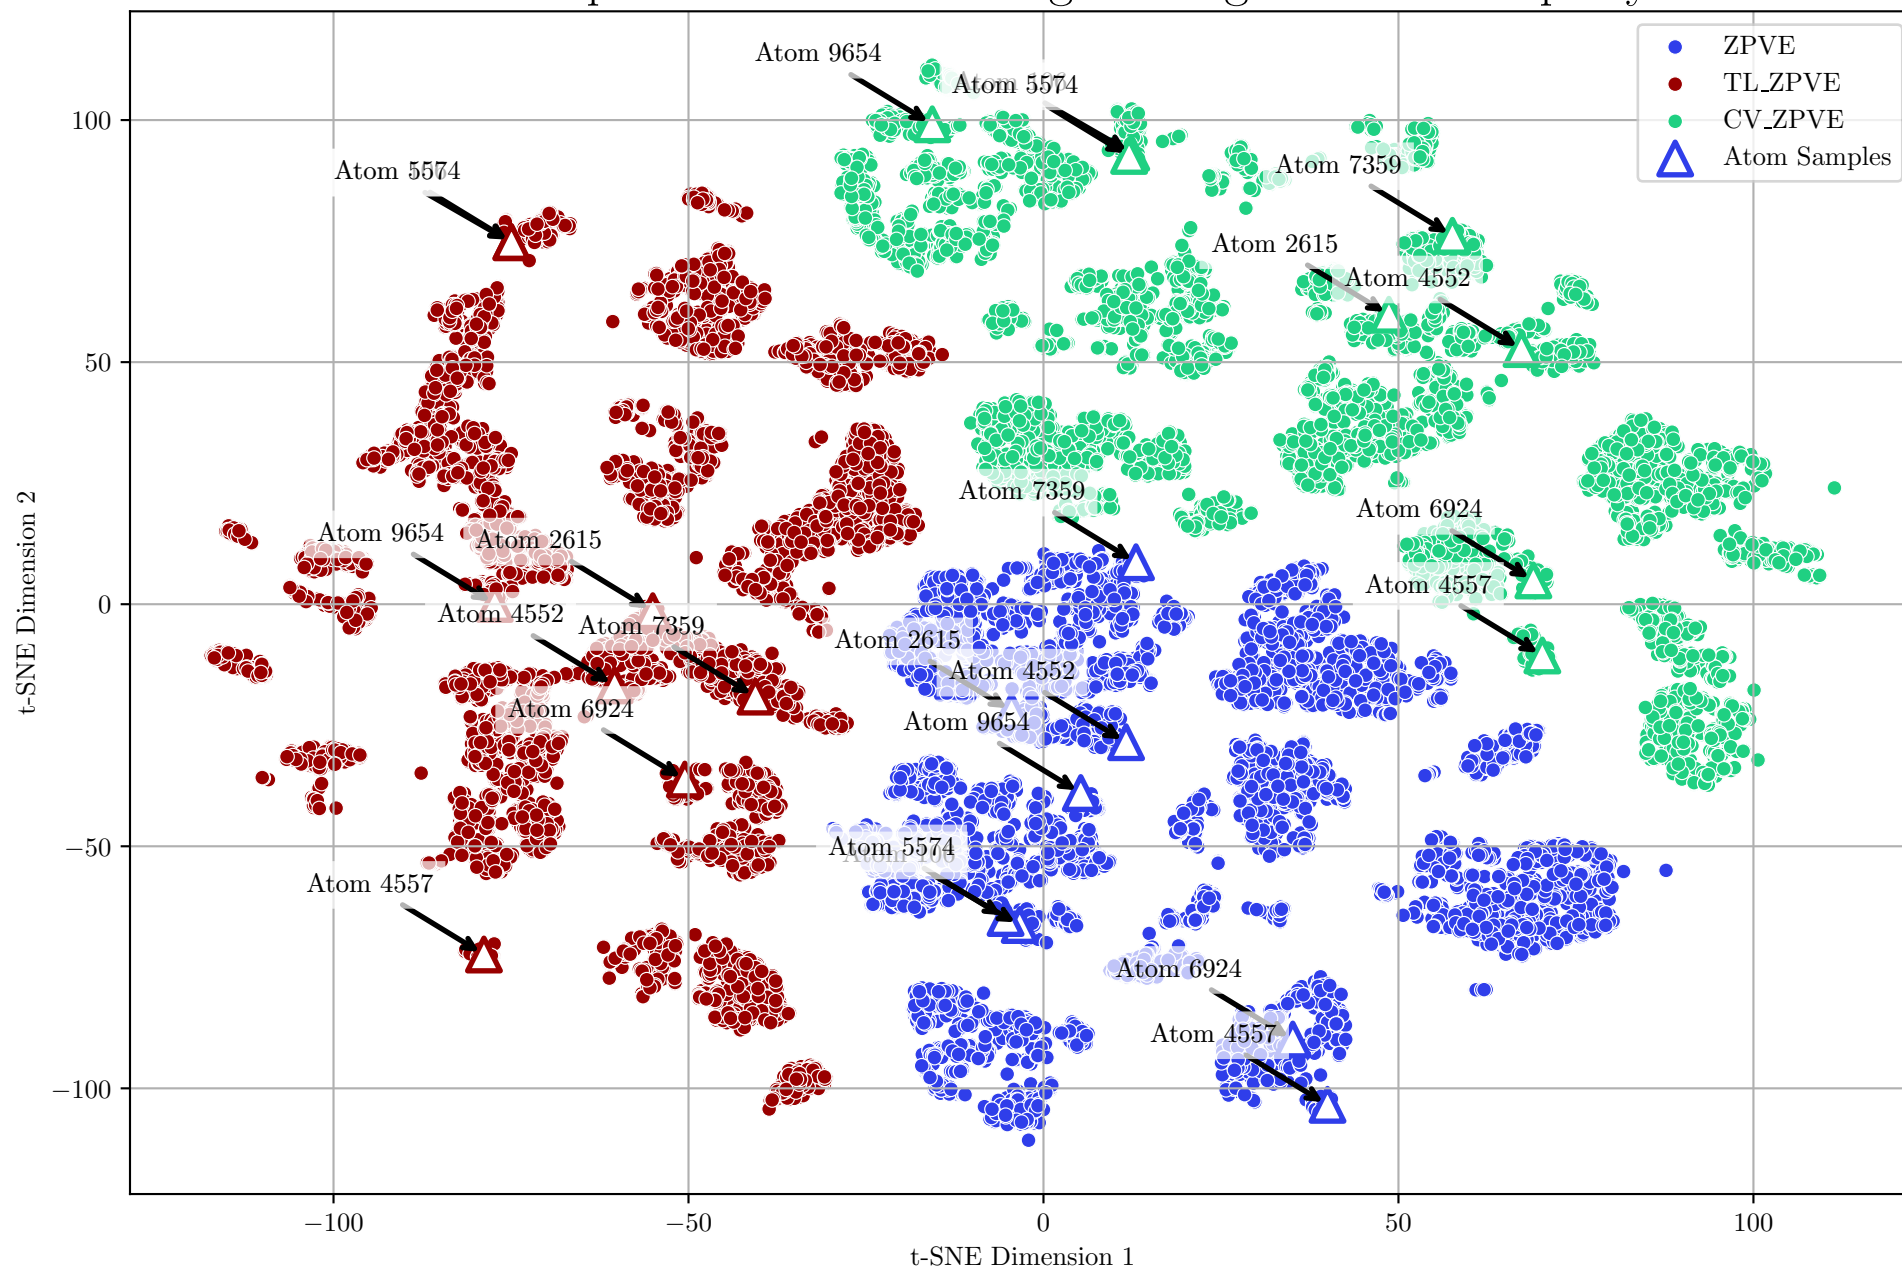 ZPVE
TL_ZPVE
CV_ZPVE
Atom Samples
Atom 9654
Atom 5574
Atom 5574
Atom 7359
Atom 2615
Atom 4552
Atom 7359
Atom 6924
Atom 9654
Atom 2615
Atom 4557
Atom 4552
Atom 7359
Atom 2615
Atom 4552
Atom 6924
Atom 9654
Atom 5574
Atom 4557
Atom 6924
Atom 4557
100
50
0
−50
−100
t-SNE Dimension 2
−100
−50
0
50
100
t-SNE Dimension 1